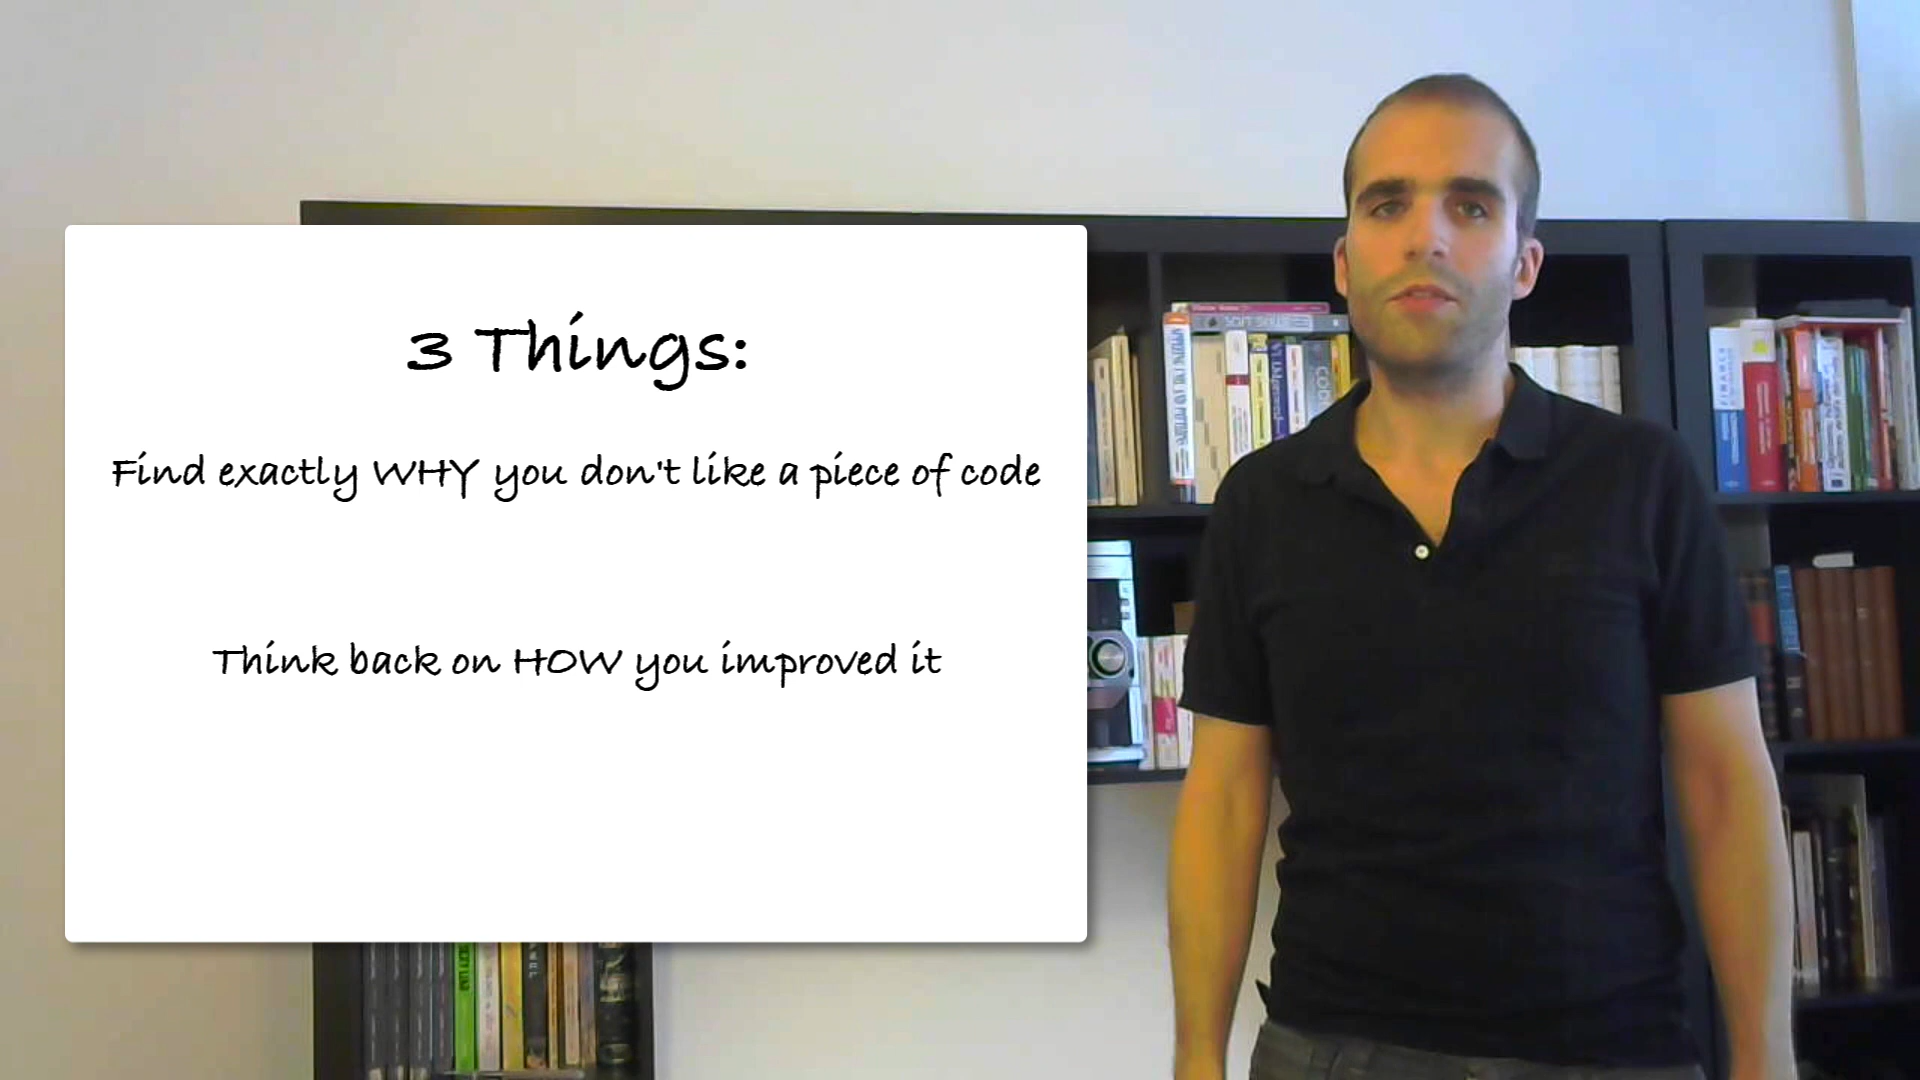 3 Things:
Find exactly WHY you don't like a piece of code
Think back on HOW you improved it